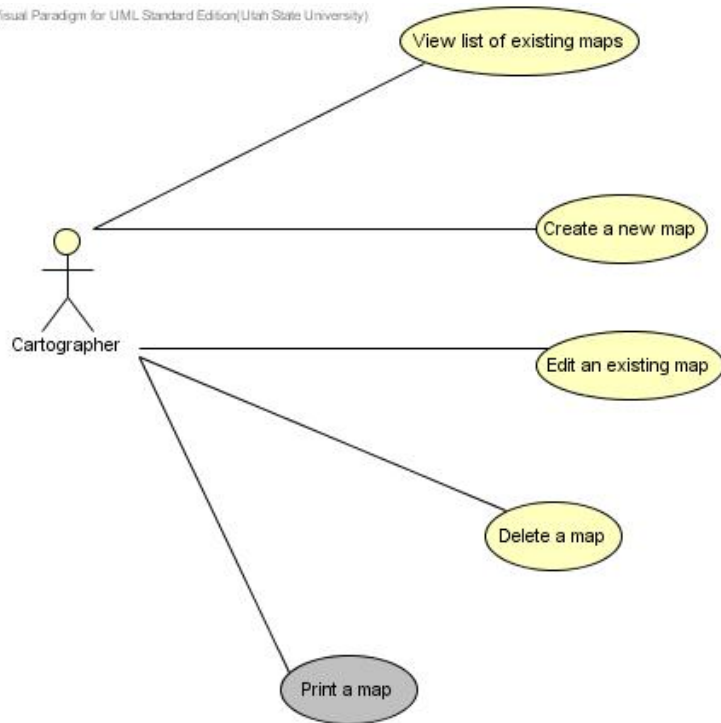 Visual Paradigm for UML Standard Edition(Utah State University)
View list of existing maps
Create a new map
Cartographer
Edit an existing map
Delete a map
Print a map